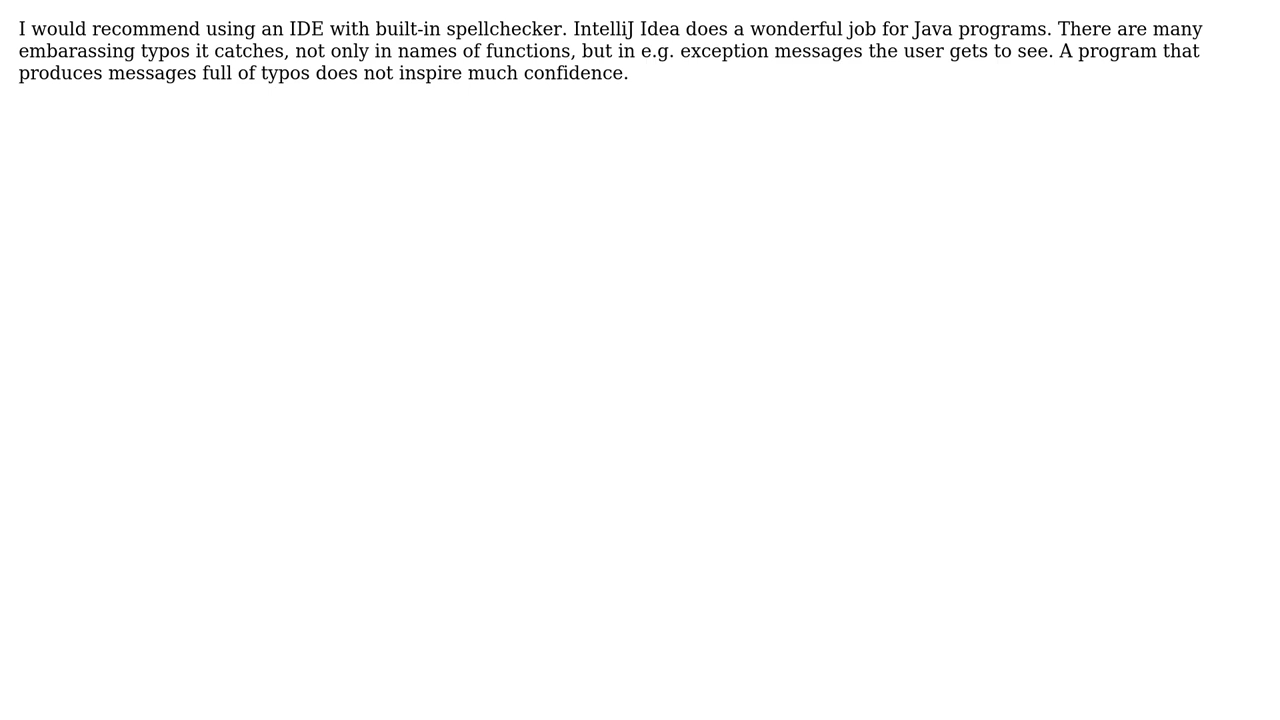 I would recommend using an IDE with built-in spellchecker. IntelliJ Idea does a wonderful job for Java programs. There are many
embarassing typos it catches, not only in names of functions, but in e.g. exception messages the user gets to see. A program that
produces messages full of typos does not inspire much confidence.